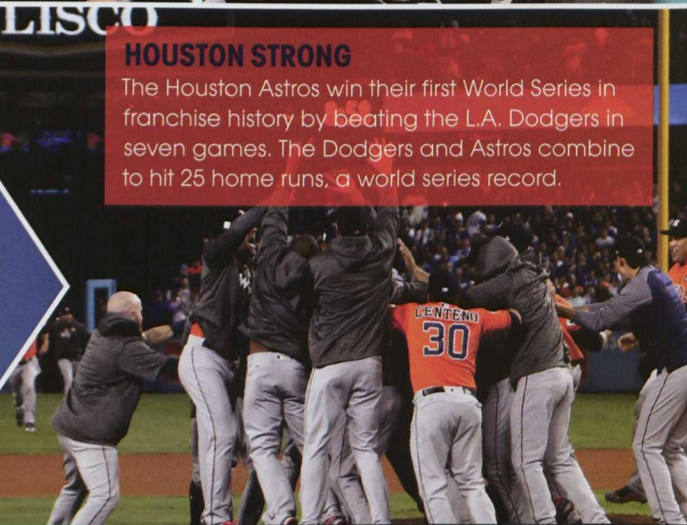 LISCO
HOUSTON STRONG
The Houston Astros win their first World Series in
franchise history by beating the L.A. Dodgers in
seven games. The Dodgers and Astros combine
to hit 25 home runs, a world series record.
CENTENO
30